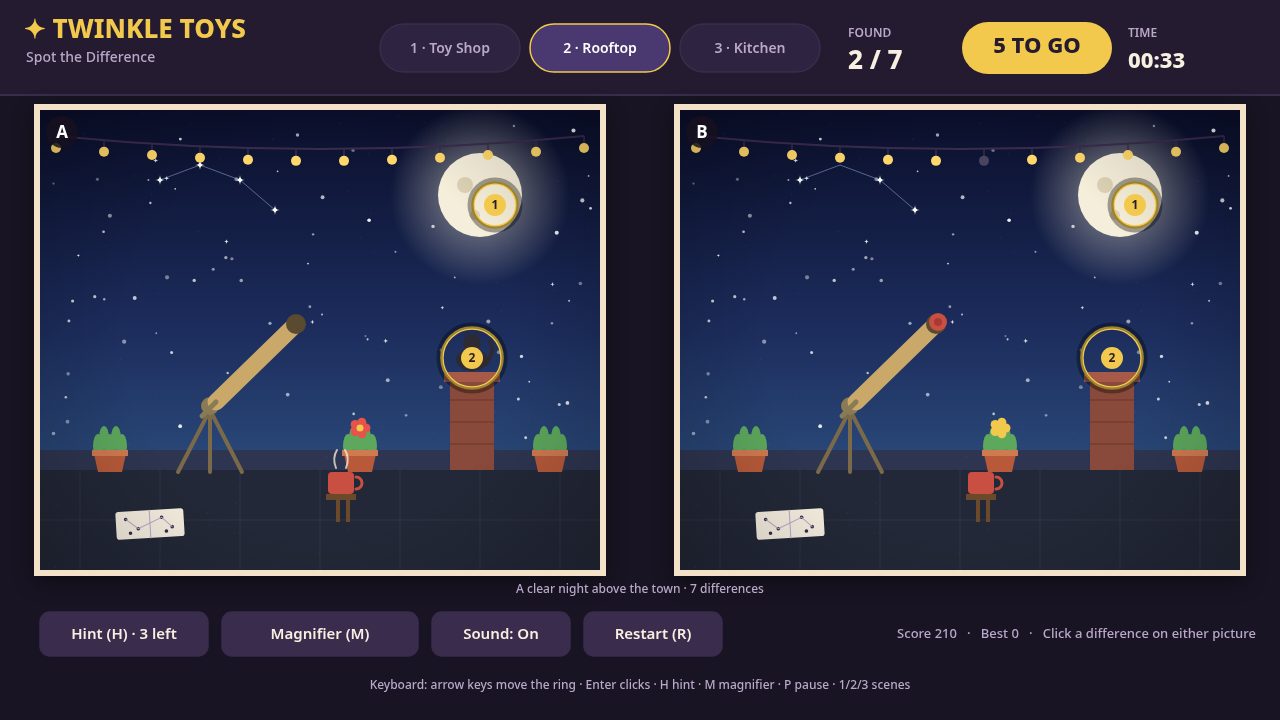 ✦ TWINKLE TOYS
Spot the Difference
1 · Toy Shop
2 · Rooftop
3 · Kitchen
FOUND
2 / 7
5 TO GO
TIME
00:33
A
1
2
B
1
2
A clear night above the town · 7 differences
Hint (H) · 3 left
Magnifier (M)
Sound: On
Restart (R)
Score 210 · Best 0 · Click a difference on either picture
Keyboard: arrow keys move the ring · Enter clicks · H hint · M magnifier · P pause · 1/2/3 scenes